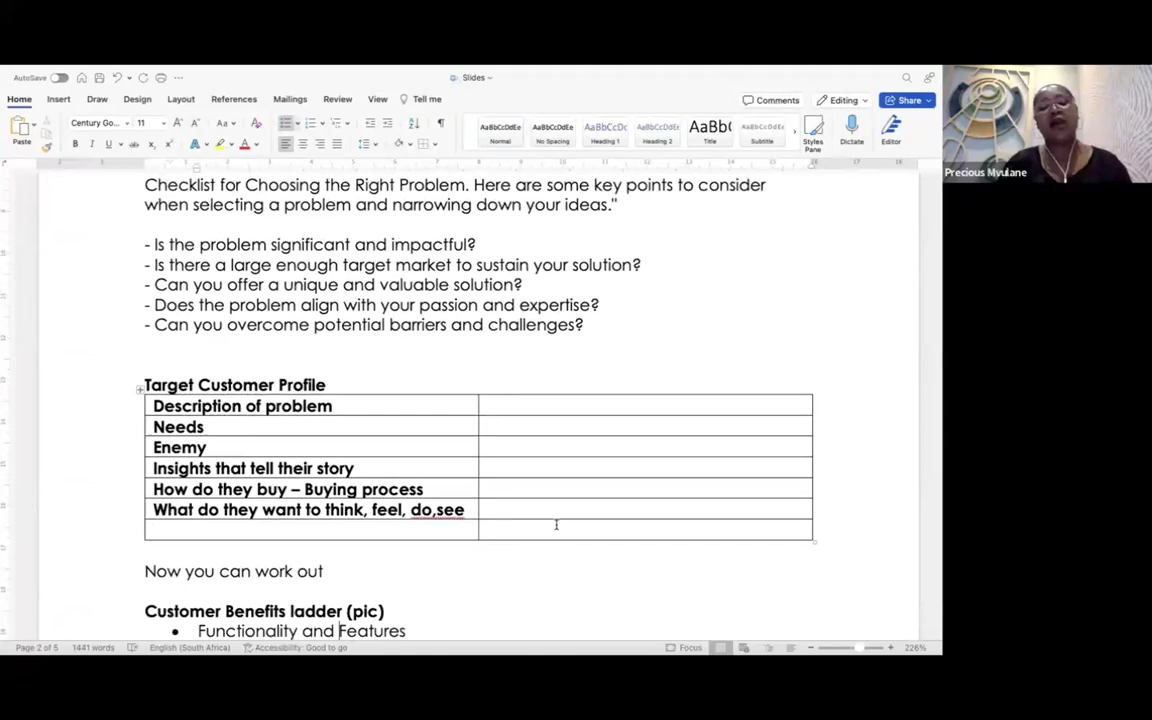 AutoSave
Slides
Home Insert Draw Design Layout References Mailings Review View Tell me
Comments Editing Share
Paste
Century Go... 11
AaBbCcDdEe AaBbCcDdEe AaBbCcDc AaBbCcDdEe AaBb( AaBbCcDdEe
Normal No Spacing Heading 1 Heading 2 Title Subtitle
Styles Pane
Dictate
Editor
Precious Mvulane
Checklist for Choosing the Right Problem. Here are some key points to consider
when selecting a problem and narrowing down your ideas."
- Is the problem significant and impactful?
- Is there a large enough target market to sustain your solution?
- Can you offer a unique and valuable solution?
- Does the problem align with your passion and expertise?
- Can you overcome potential barriers and challenges?
Target Customer Profile
Description of problem
Needs
Enemy
Insights that tell their story
How do they buy – Buying process
What do they want to think, feel, do,see
Now you can work out
Customer Benefits ladder (pic)
• Functionality and Features
Page 2 of 5 1441 words English (South Africa) Accessibility: Good to go Focus 226%